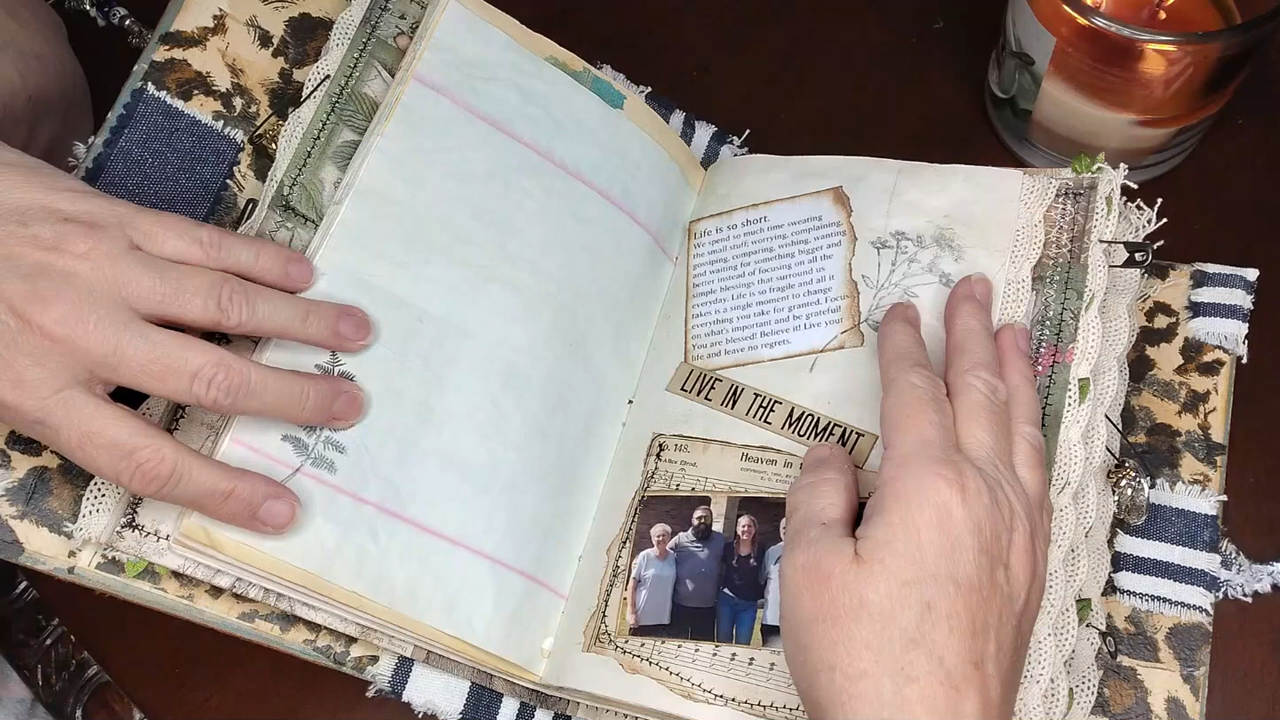 Life is so short.
We spend so much time sweating
the small stuff; worrying, complaining,
gossiping, comparing, wishing, wanting
and waiting for something bigger and
better instead of focusing on all the
simple blessings that surround us
everyday. Life is so fragile and all it
takes is a single moment to change
everything you take for granted. Focus
on what's important and be grateful!
You are blessed! Believe it! Live your
life and leave no regrets.
LIVE IN THE MOMENT
No. 148.
Alice Elrod.
Heaven in